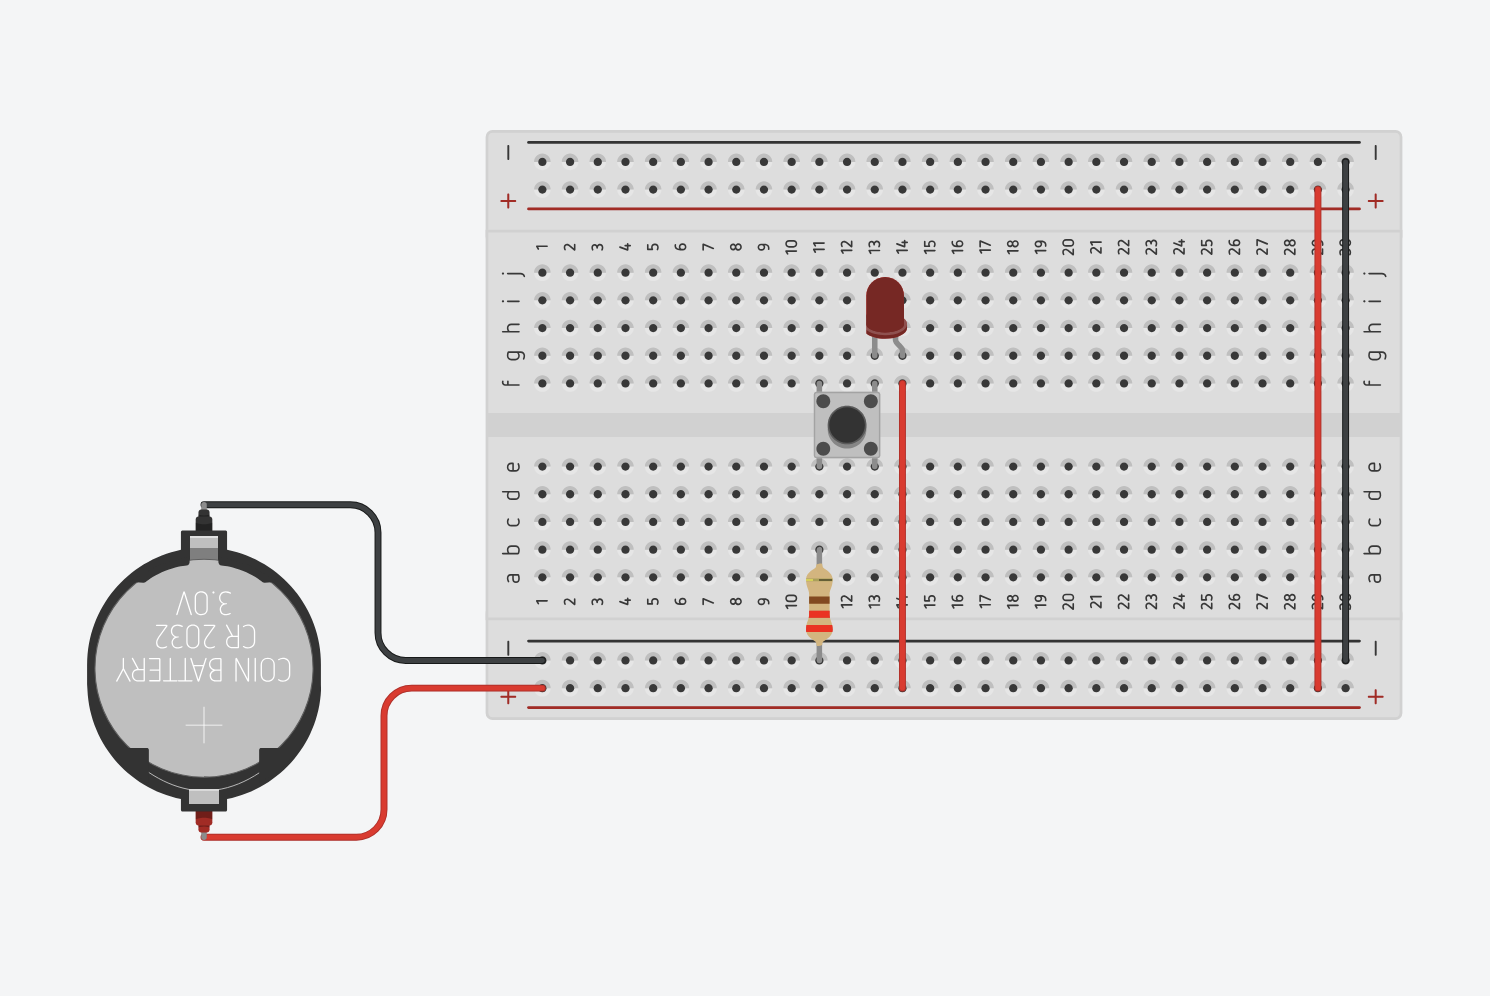 − −
+ +
1 2 3 4 5 6 7 8 9 10 11 12 13 14 15 16 17 18 19 20 21 22 23 24 25 26 27 28 29 30
j j
i i
h h
g g
f f
e e
d d
c c
b b
a a
1 2 3 4 5 6 7 8 9 10 12 13 14 15 16 17 18 19 20 21 22 23 24 25 26 27 28 29 30
− −
+ +
COIN BATTERY
CR 2032
3.0V